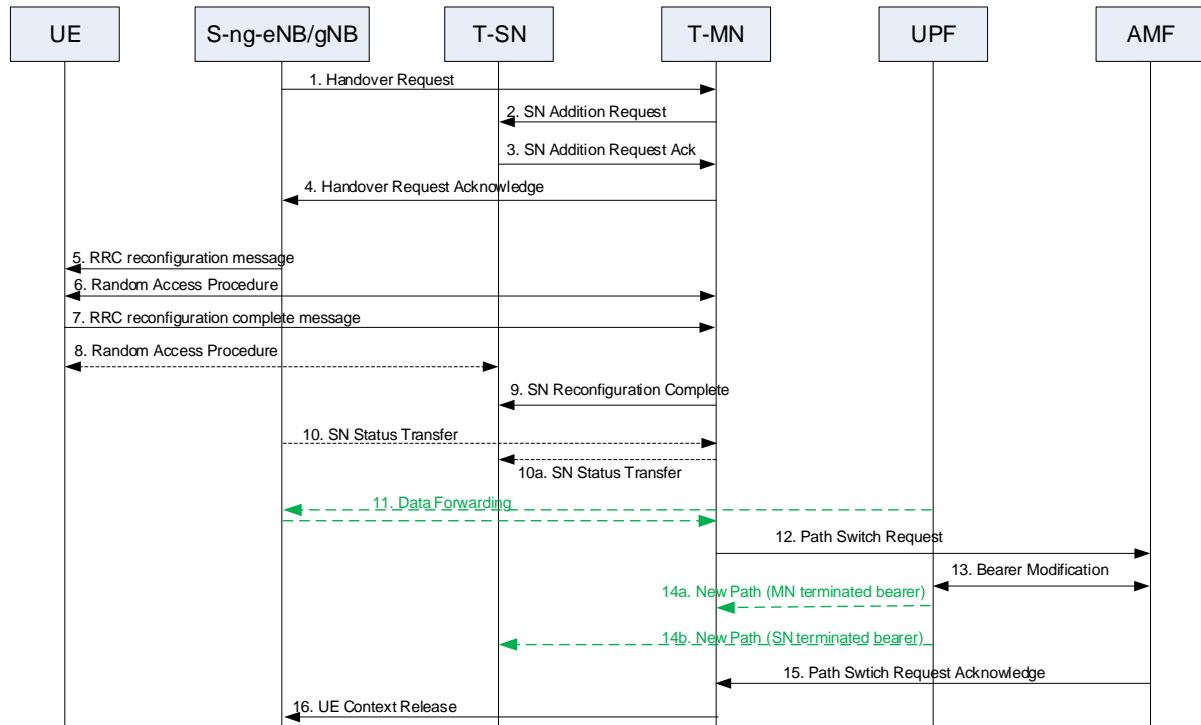 UE
S-ng-eNB/gNB
T-SN
T-MN
UPF
AMF
1. Handover Request
2. SN Addition Request
3. SN Addition Request Ack
4. Handover Request Acknowledge
5. RRC reconfiguration message
6. Random Access Procedure
7. RRC reconfiguration complete message
8. Random Access Procedure
9. SN Reconfiguration Complete
10. SN Status Transfer
10a. SN Status Transfer
11. Data Forwarding
12. Path Switch Request
13. Bearer Modification
14a. New Path (MN terminated bearer)
14b. New Path (SN terminated bearer)
15. Path Swtich Request Acknowledge
16. UE Context Release